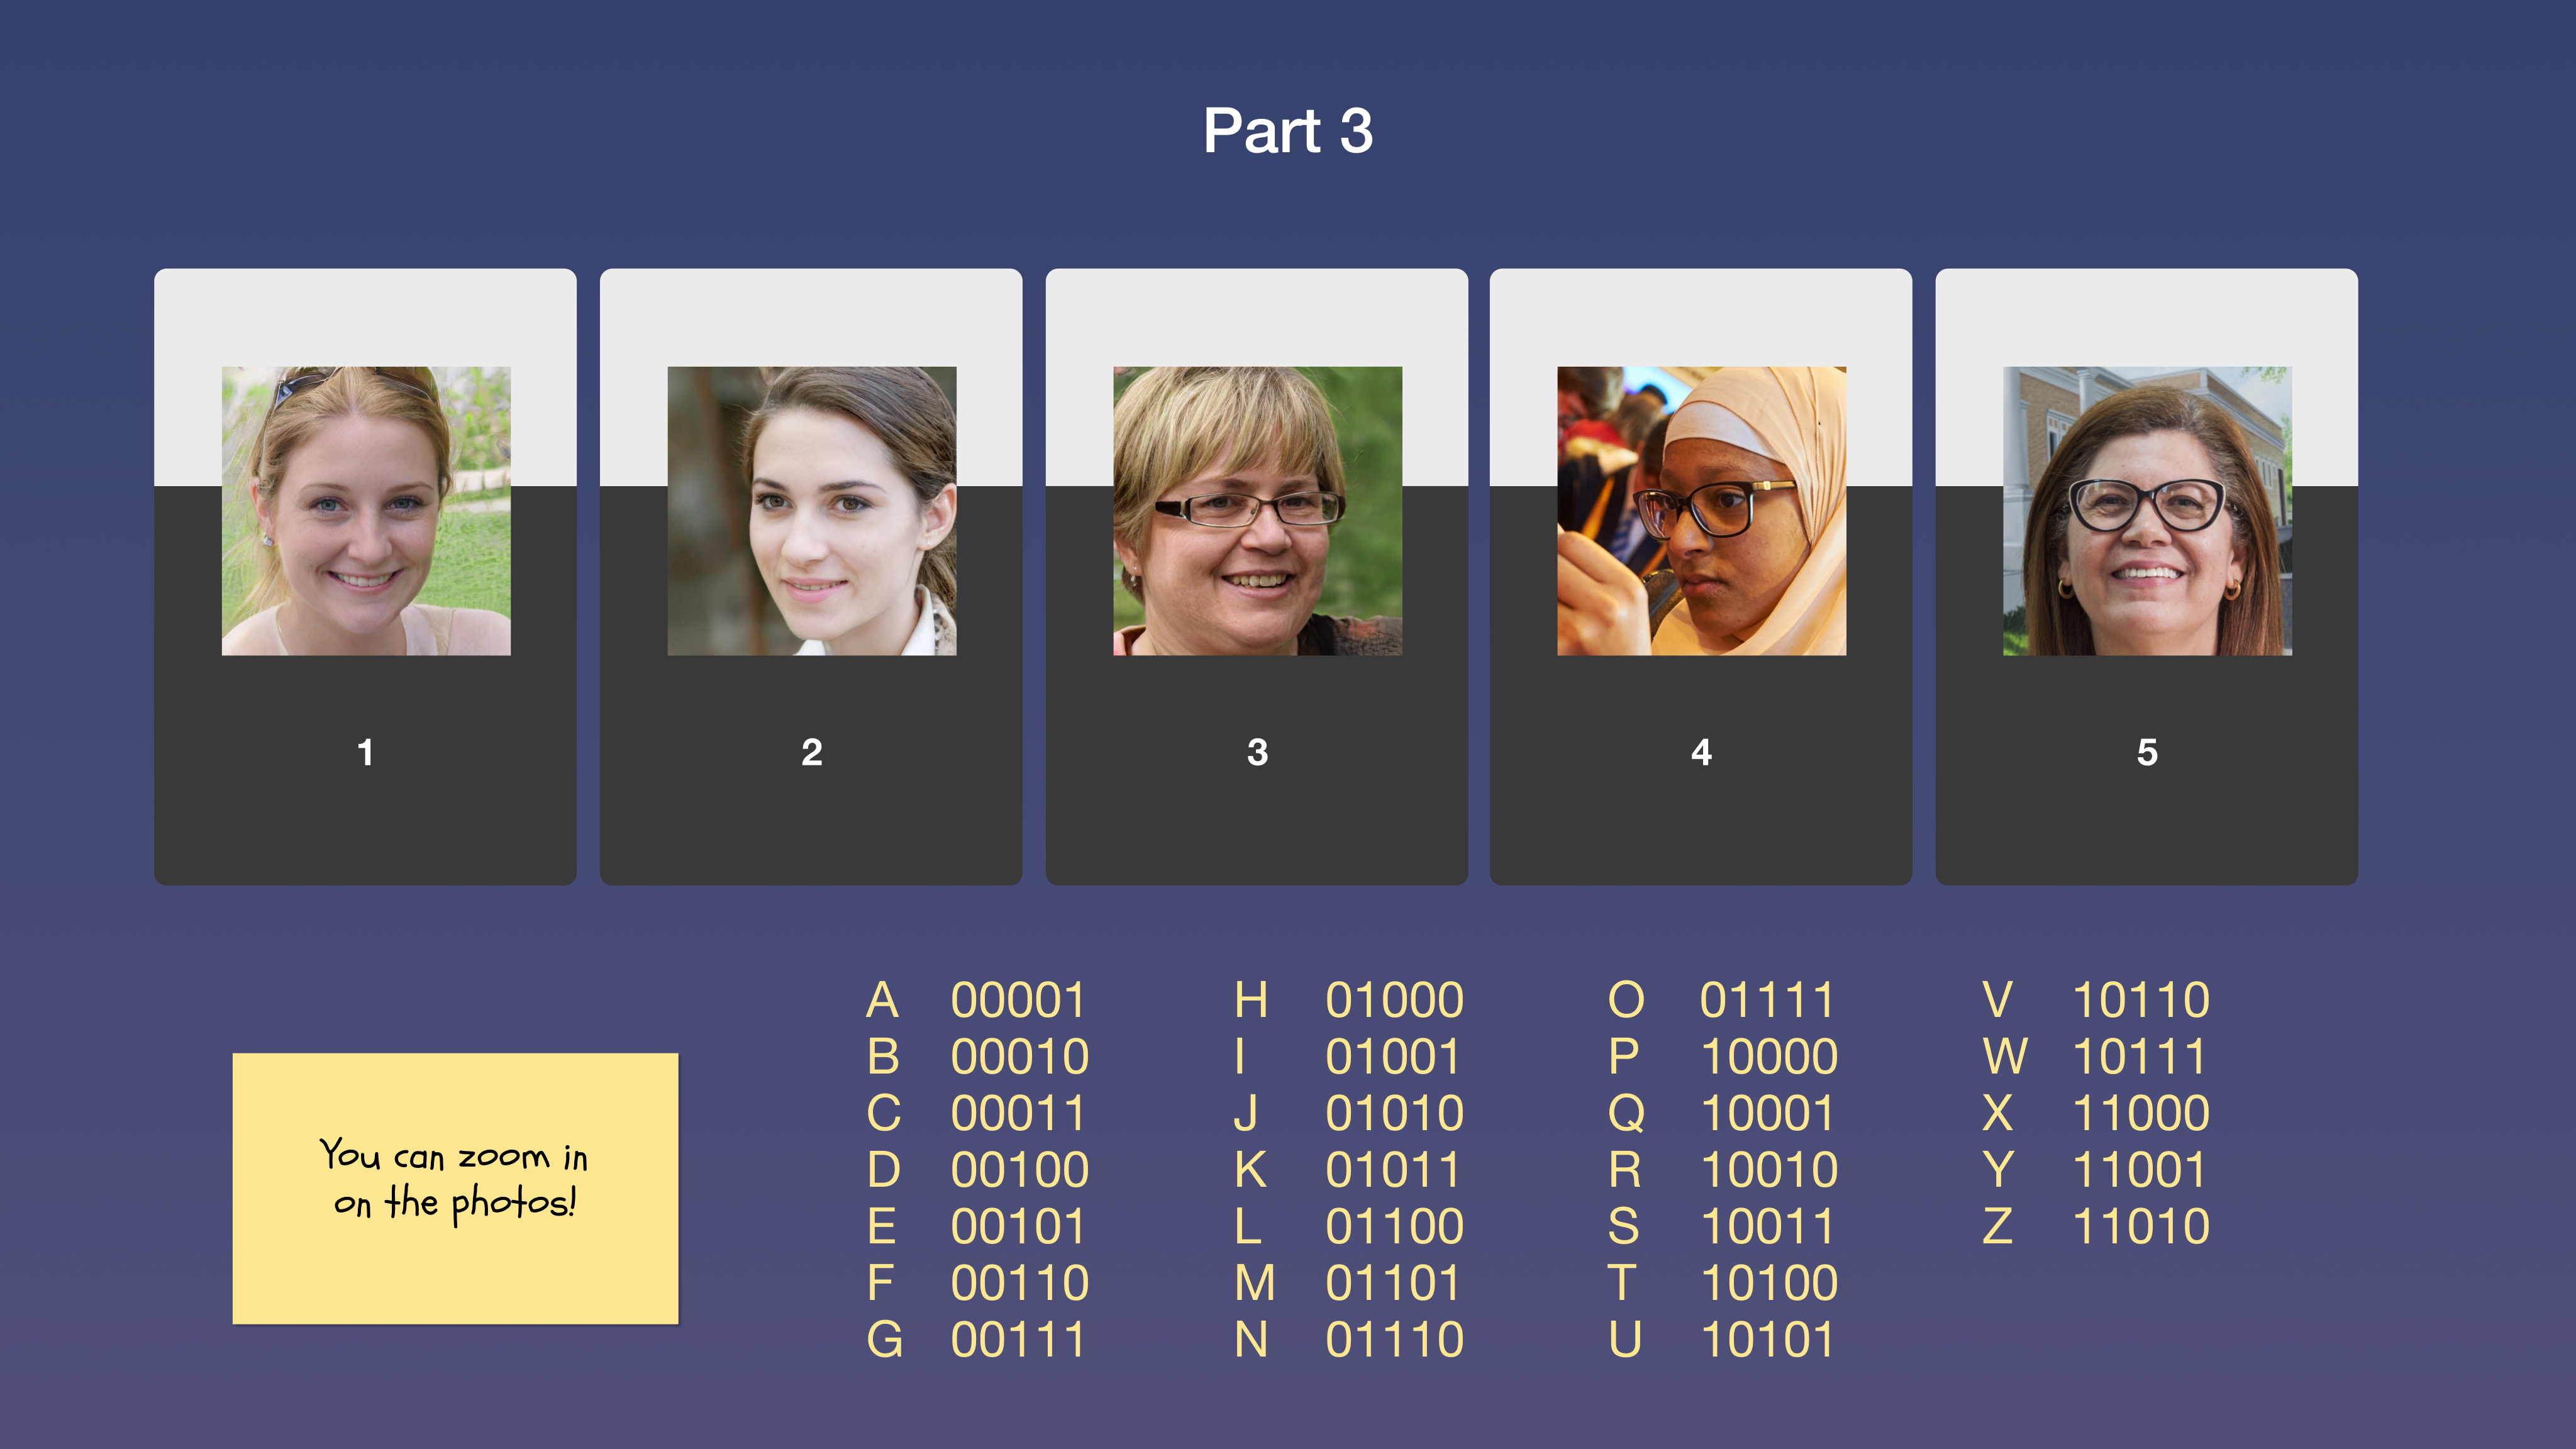 Part 3
1
2
3
4
5
You can zoom in
on the photos!
A 00001
B 00010
C 00011
D 00100
E 00101
F 00110
G 00111
H 01000
I 01001
J 01010
K 01011
L 01100
M 01101
N 01110
O 01111
P 10000
Q 10001
R 10010
S 10011
T 10100
U 10101
V 10110
W 10111
X 11000
Y 11001
Z 11010